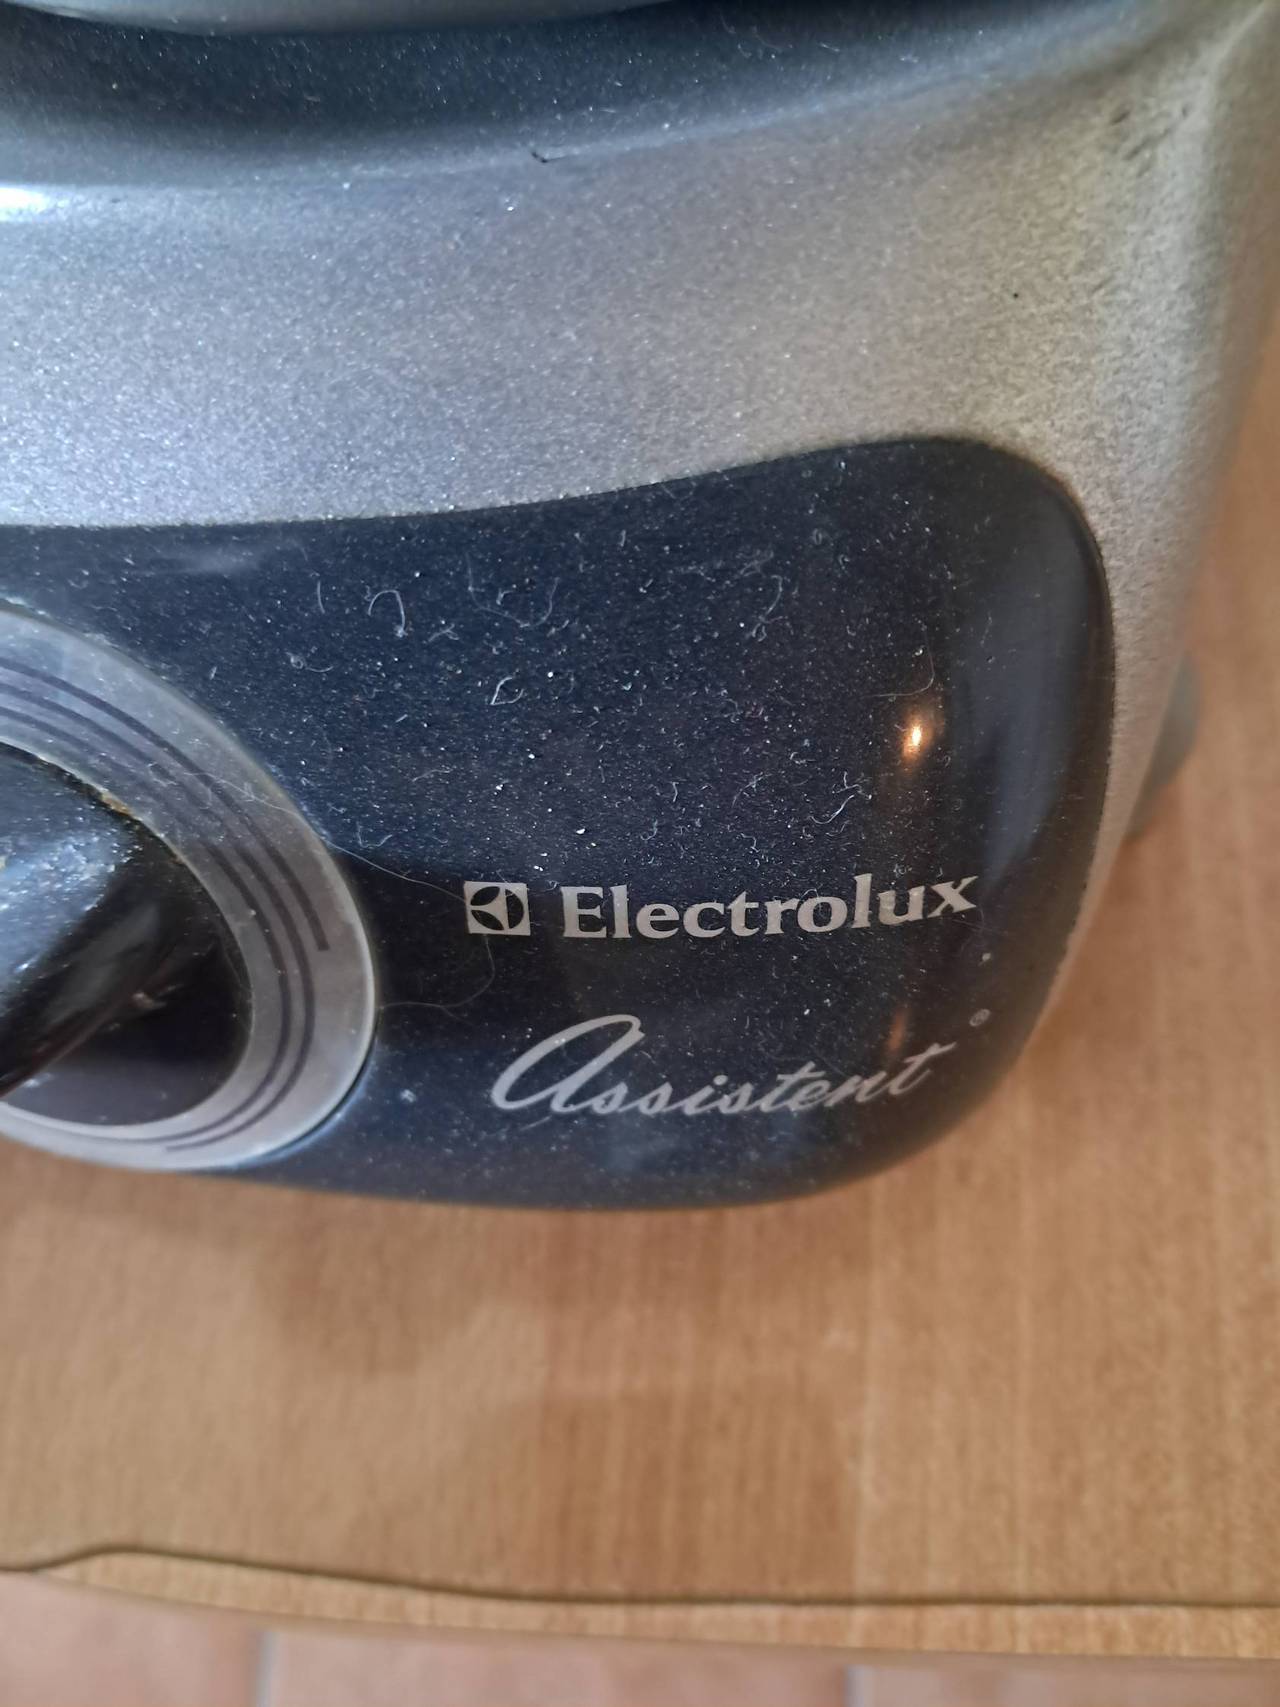 Electrolux
Assistent ®